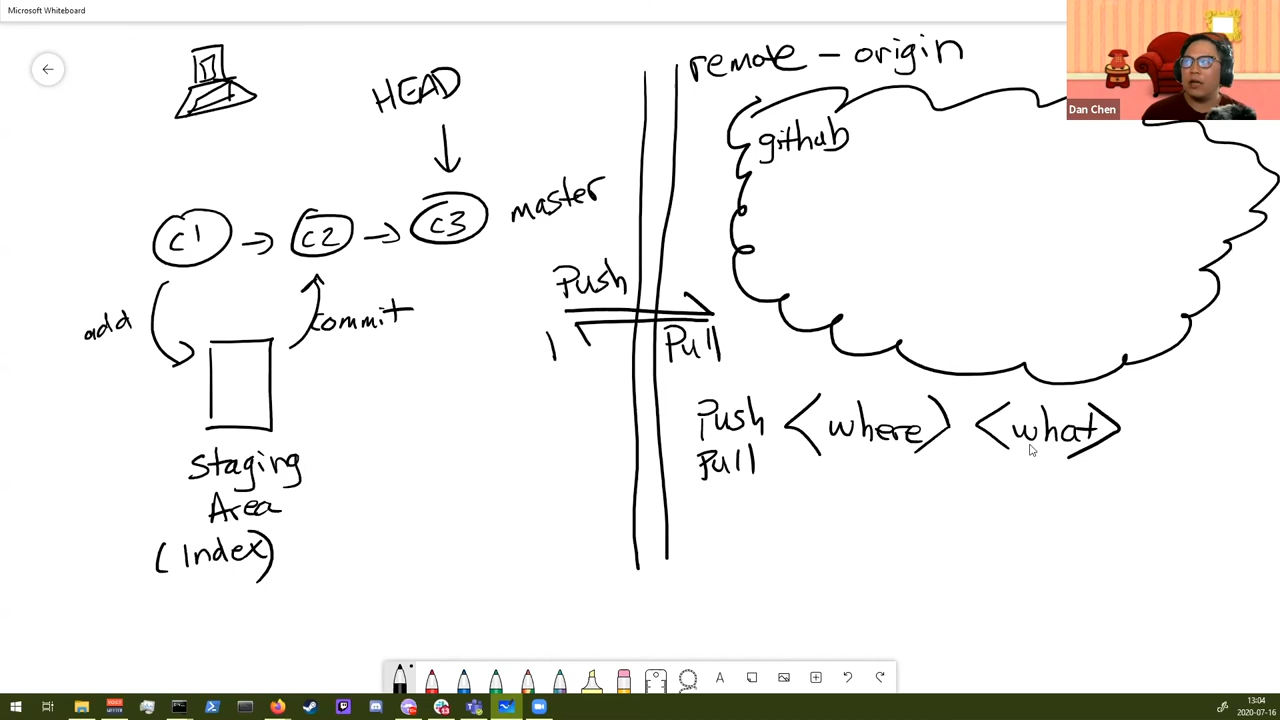 Microsoft Whiteboard
Dan Chen
HEAD
remote - origin
github
c1 → c2 → c3 master
add
commit
Push
Pull
Staging
Area
(Index)
Push <where> <what>
Pull
A
13:04
2020-07-16